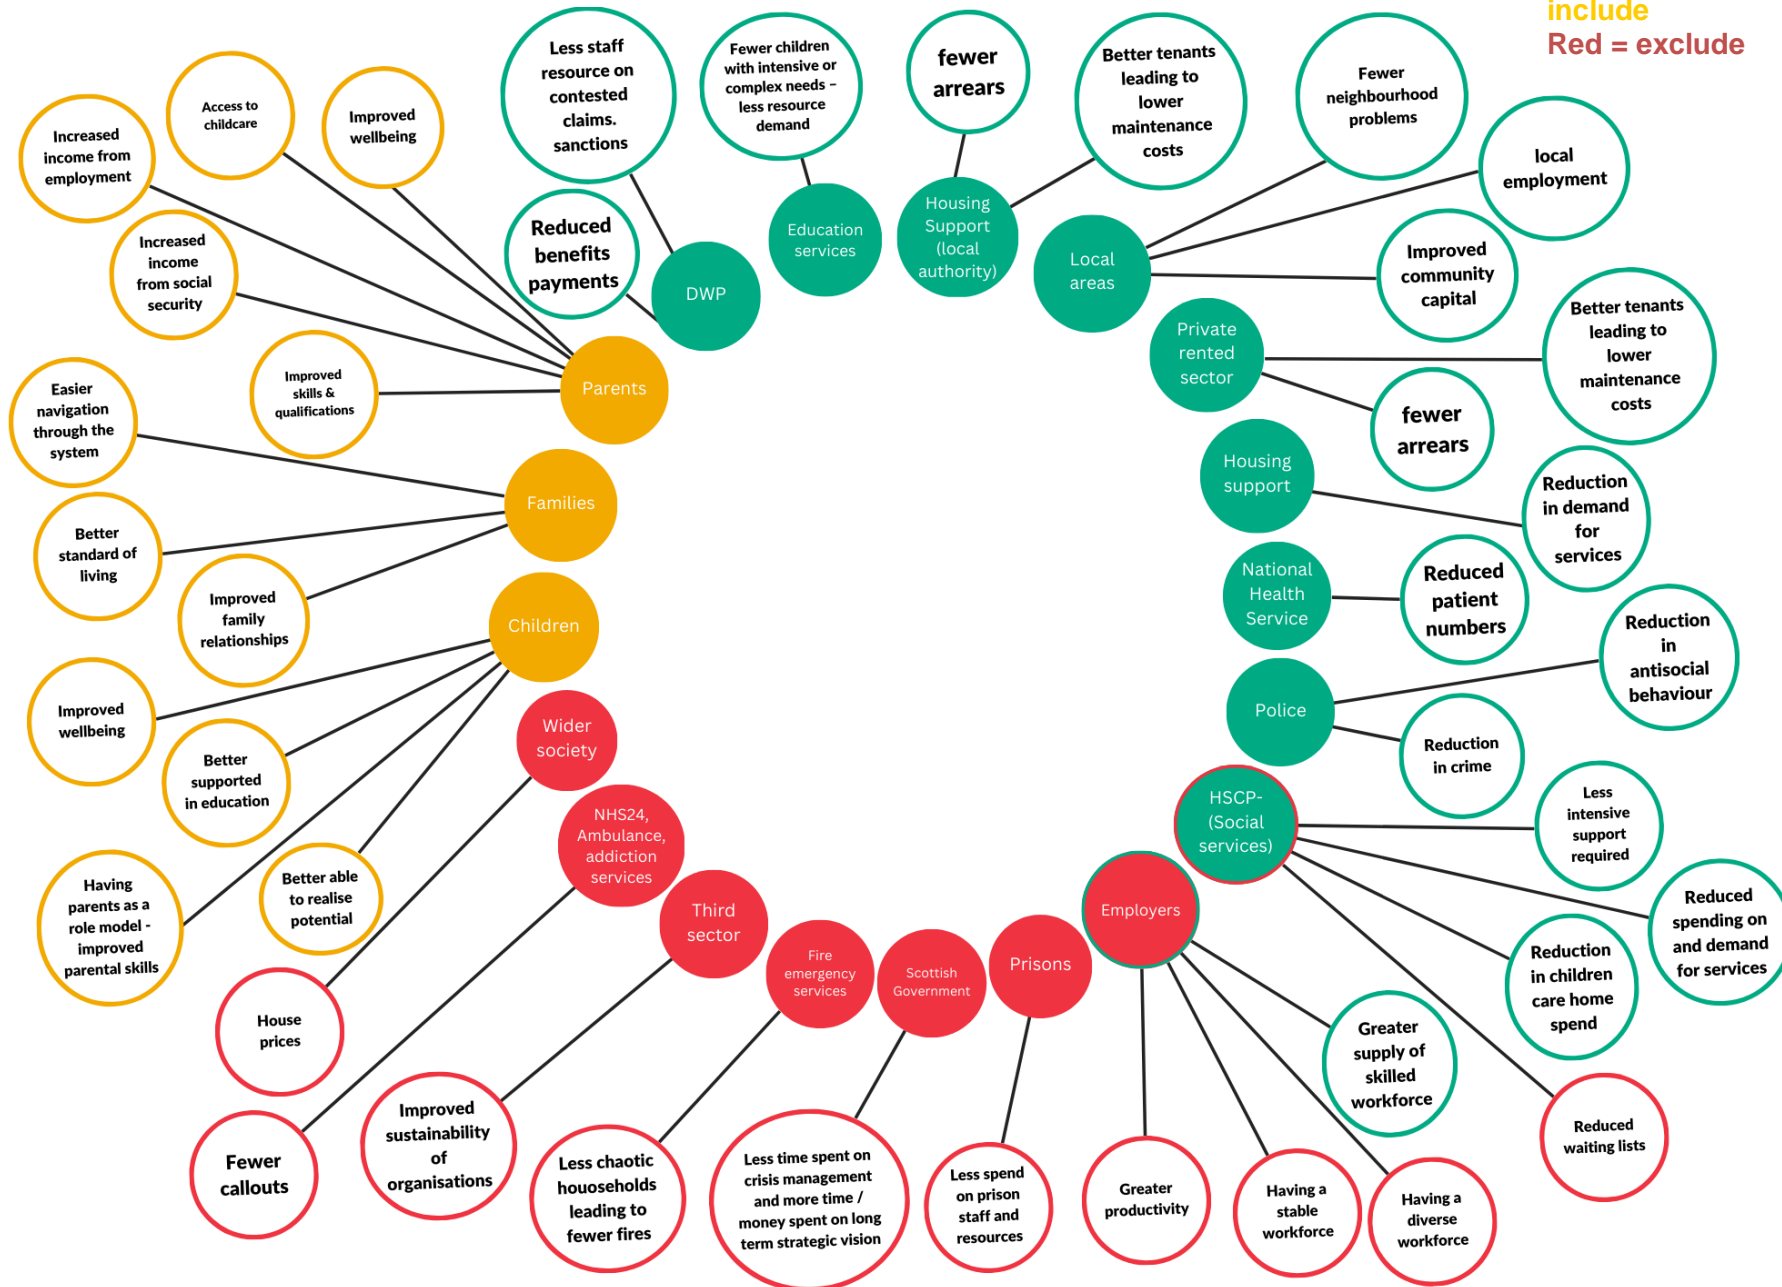 include
Red = exclude
Less staff
resource on
contested
claims.
sanctions
Fewer children
with intensive or
complex needs –
less resource
demand
fewer
arrears
Better tenants
leading to
lower
maintenance
costs
Fewer
neighbourhood
problems
local
employment
Improved
community
capital
Better tenants
leading to
lower
maintenance
costs
fewer
arrears
Reduction
in demand
for
services
Reduced
patient
numbers
Reduction
in
antisocial
behaviour
Reduction
in crime
Less
intensive
support
required
Reduced
spending on
and demand
for services
Reduction
in children
care home
spend
Reduced
waiting lists
Greater
supply of
skilled
workforce
Having a
diverse
workforce
Having a
stable
workforce
Greater
productivity
Less spend
on prison
staff and
resources
Less time spent on
crisis management
and more time /
money spent on long
term strategic vision
Less chaotic
houoseholds
leading to
fewer fires
Improved
sustainability
of
organisations
Fewer
callouts
House
prices
Better able
to realise
potential
Having
parents as a
role model -
improved
parental skills
Better
supported
in education
Improved
wellbeing
Improved
family
relationships
Better
standard of
living
Easier
navigation
through the
system
Improved
skills &
qualifications
Increased
income
from social
security
Increased
income from
employment
Access to
childcare
Improved
wellbeing
Reduced
benefits
payments
DWP
Education
services
Housing
Support
(local
authority)
Local
areas
Private
rented
sector
Housing
support
National
Health
Service
Police
HSCP-
(Social
services)
Employers
Prisons
Scottish
Government
Fire
emergency
services
Third
sector
NHS24,
Ambulance,
addiction
services
Wider
society
Children
Families
Parents